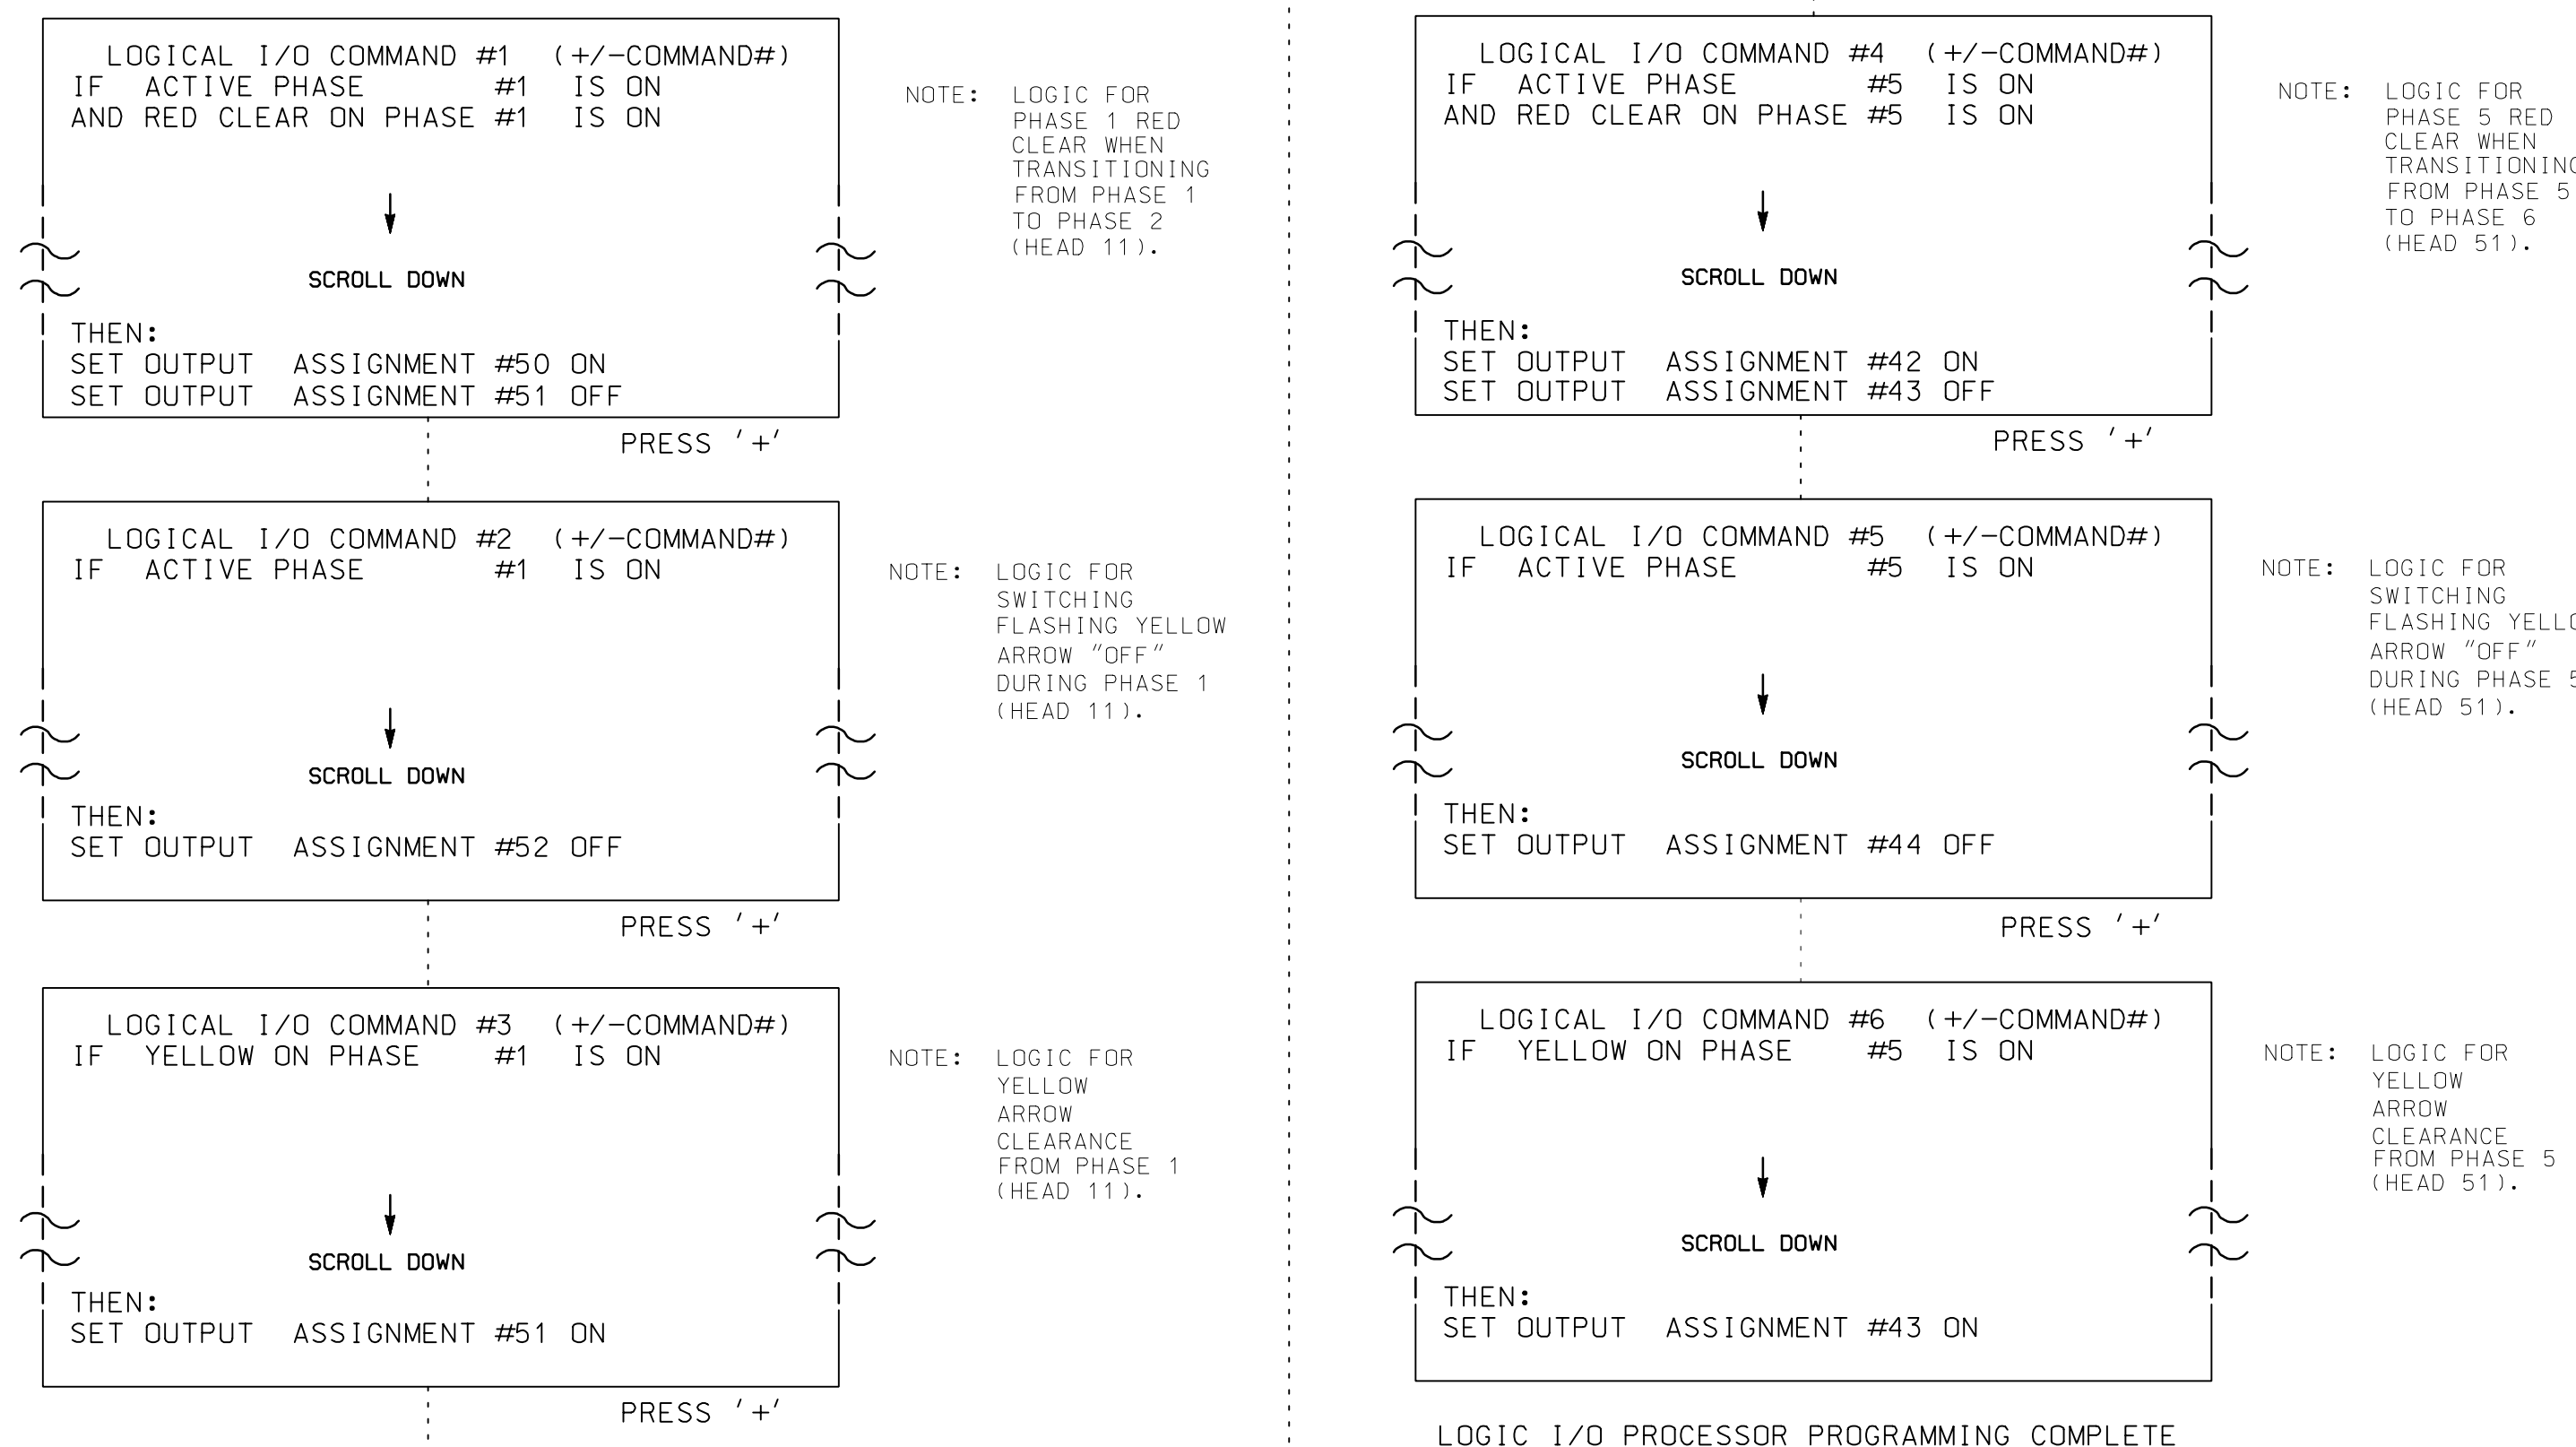 LOGICAL I/O COMMAND #1 (+/-COMMAND#)
IF ACTIVE PHASE #1 IS ON
AND RED CLEAR ON PHASE #1 IS ON
SCROLL DOWN
THEN:
SET OUTPUT ASSIGNMENT #50 ON
SET OUTPUT ASSIGNMENT #51 OFF
PRESS '+'
NOTE: LOGIC FOR
PHASE 1 RED
CLEAR WHEN
TRANSITIONING
FROM PHASE 1
TO PHASE 2
(HEAD 11).
LOGICAL I/O COMMAND #2 (+/-COMMAND#)
IF ACTIVE PHASE #1 IS ON
SCROLL DOWN
THEN:
SET OUTPUT ASSIGNMENT #52 OFF
PRESS '+'
NOTE: LOGIC FOR
SWITCHING
FLASHING YELLOW
ARROW "OFF"
DURING PHASE 1
(HEAD 11).
LOGICAL I/O COMMAND #3 (+/-COMMAND#)
IF YELLOW ON PHASE #1 IS ON
SCROLL DOWN
THEN:
SET OUTPUT ASSIGNMENT #51 ON
PRESS '+'
NOTE: LOGIC FOR
YELLOW
ARROW
CLEARANCE
FROM PHASE 1
(HEAD 11).
LOGICAL I/O COMMAND #4 (+/-COMMAND#)
IF ACTIVE PHASE #5 IS ON
AND RED CLEAR ON PHASE #5 IS ON
SCROLL DOWN
THEN:
SET OUTPUT ASSIGNMENT #42 ON
SET OUTPUT ASSIGNMENT #43 OFF
PRESS '+'
NOTE: LOGIC FOR
PHASE 5 RED
CLEAR WHEN
TRANSITIONING
FROM PHASE 5
TO PHASE 6
(HEAD 51).
LOGICAL I/O COMMAND #5 (+/-COMMAND#)
IF ACTIVE PHASE #5 IS ON
SCROLL DOWN
THEN:
SET OUTPUT ASSIGNMENT #44 OFF
PRESS '+'
NOTE: LOGIC FOR
SWITCHING
FLASHING YELLO
ARROW "OFF"
DURING PHASE 5
(HEAD 51).
LOGICAL I/O COMMAND #6 (+/-COMMAND#)
IF YELLOW ON PHASE #5 IS ON
SCROLL DOWN
THEN:
SET OUTPUT ASSIGNMENT #43 ON
NOTE: LOGIC FOR
YELLOW
ARROW
CLEARANCE
FROM PHASE 5
(HEAD 51).
LOGIC I/O PROCESSOR PROGRAMMING COMPLETE